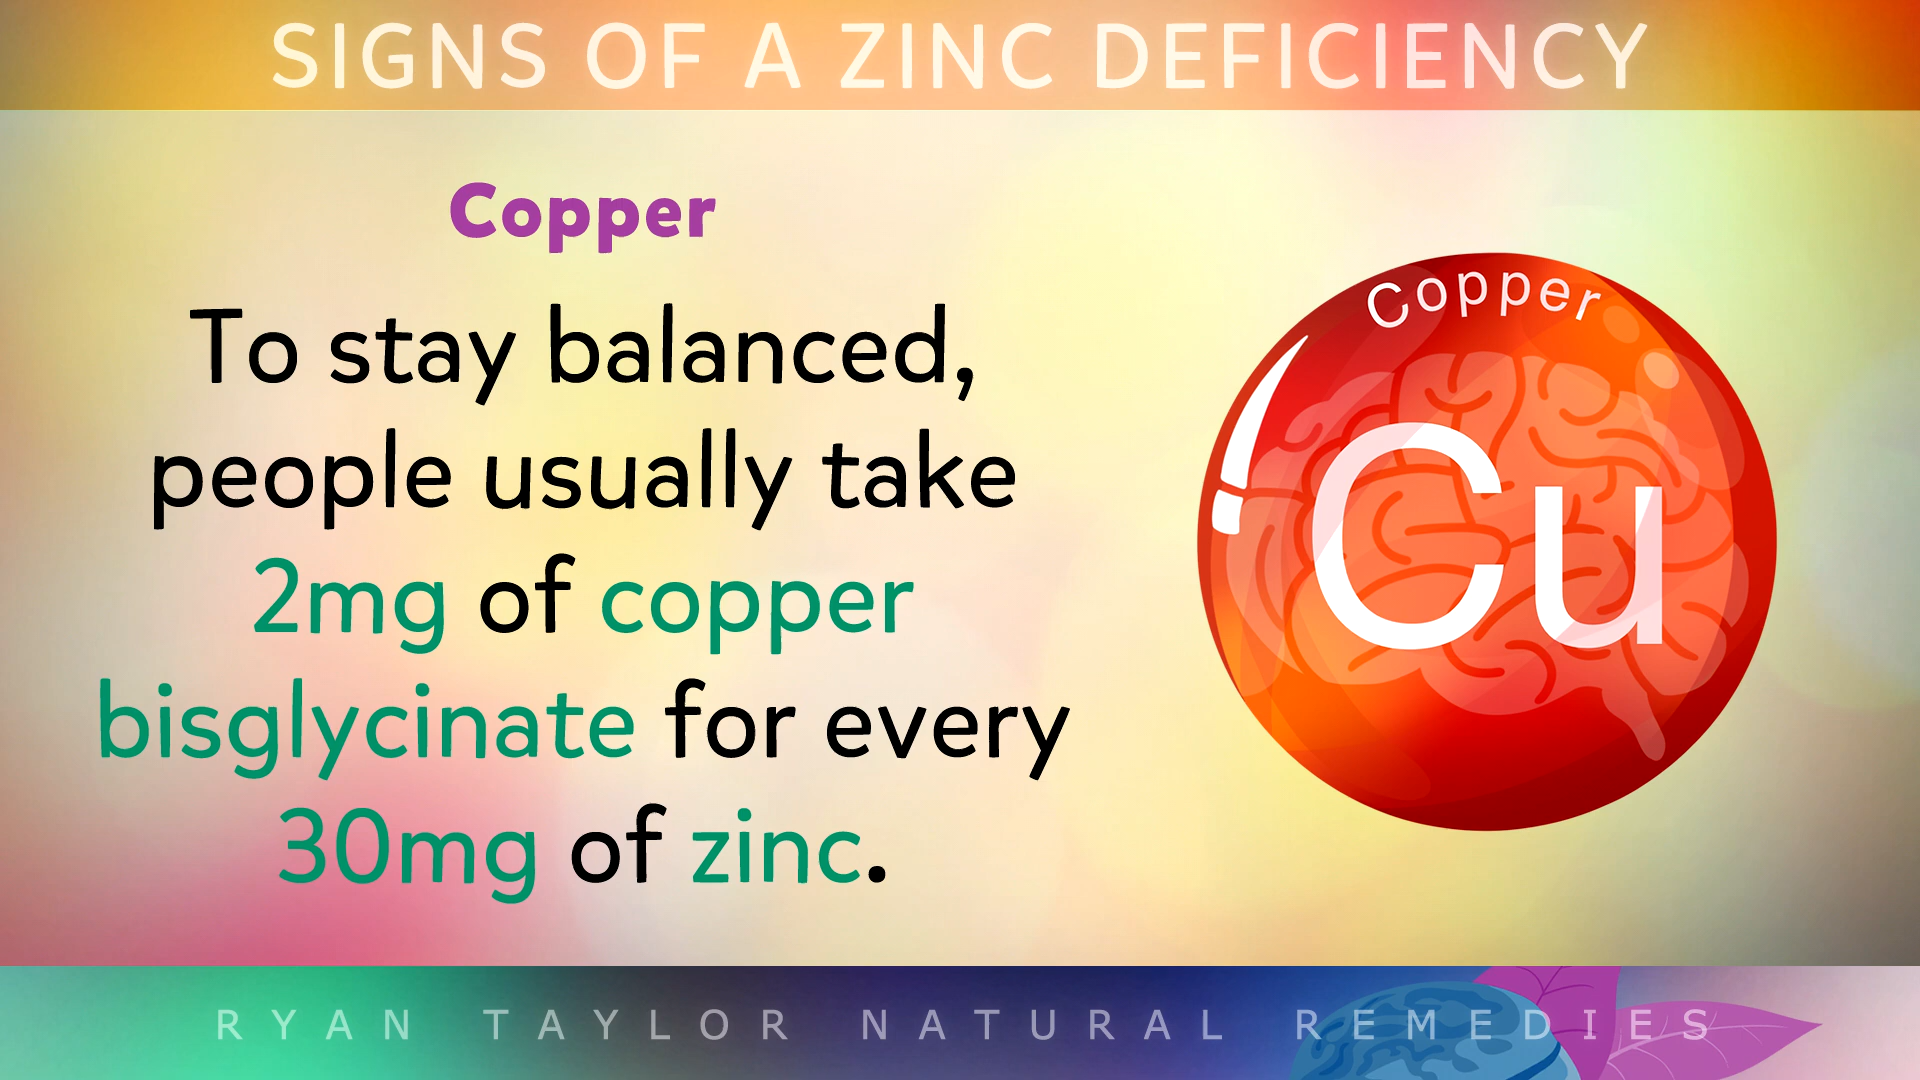 SIGNS OF A ZINC DEFICIENCY
Copper
To stay balanced,
people usually take
2mg of copper
bisglycinate for every
30mg of zinc.
Copper
Cu
RYAN TAYLOR NATURAL REMEDIES